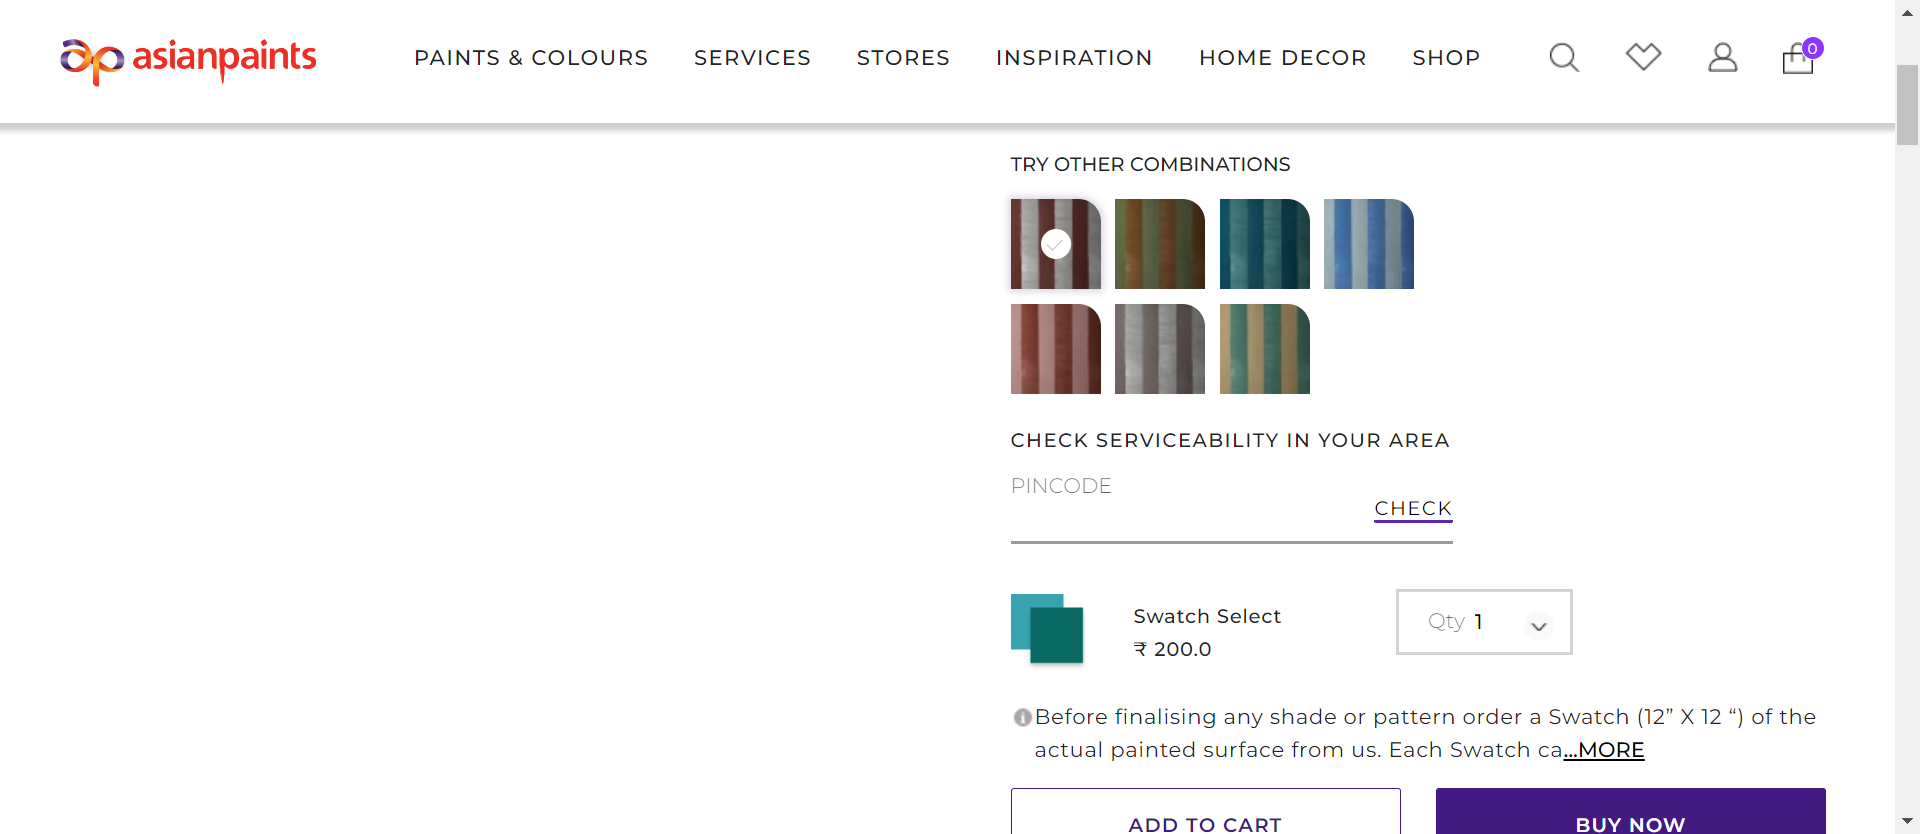 asianpaints
PAINTS & COLOURS
SERVICES
STORES
INSPIRATION
HOME DECOR
SHOP
0
TRY OTHER COMBINATIONS
CHECK SERVICEABILITY IN YOUR AREA
PINCODE
CHECK
Swatch Select
₹ 200.0
Qty 1
Before finalising any shade or pattern order a Swatch (12” X 12 “) of the
actual painted surface from us. Each Swatch ca...MORE
ADD TO CART
BUY NOW